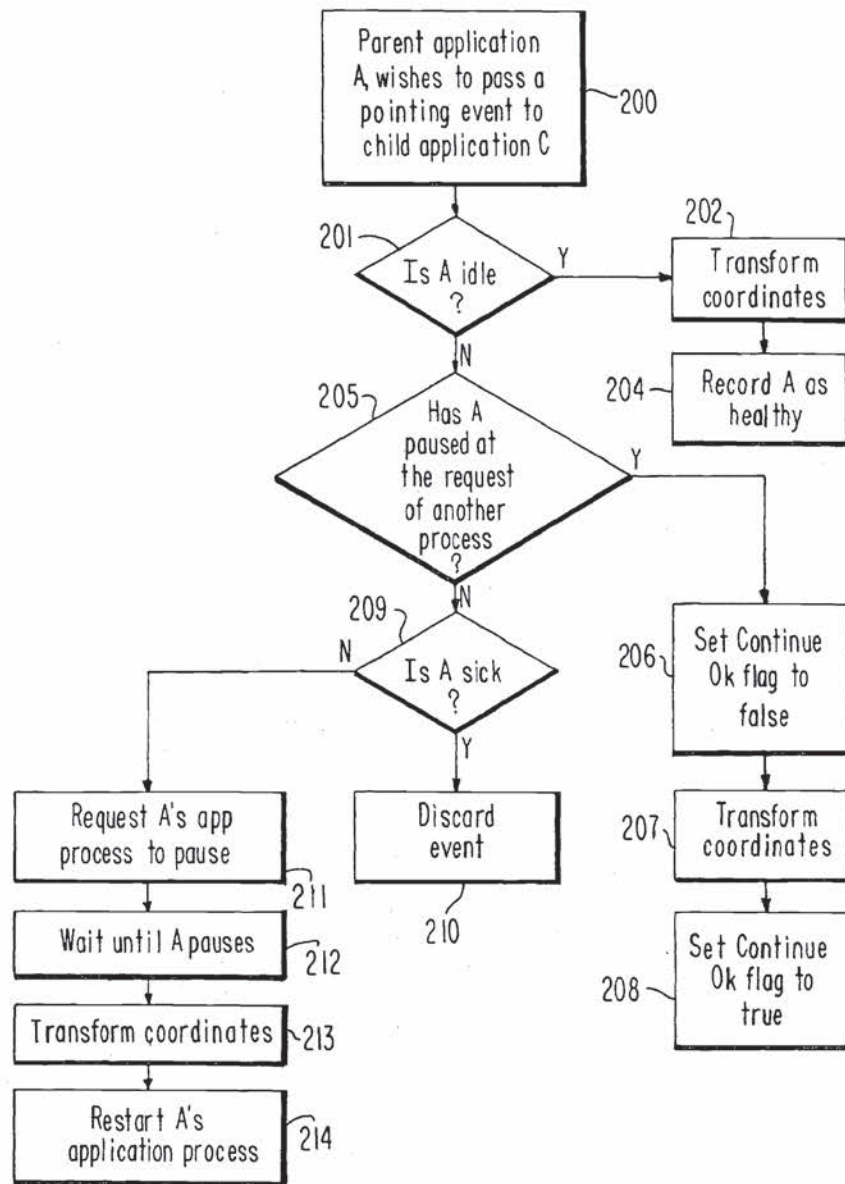 Parent application
A, wishes to pass a
pointing event to
child application C
200
201
Is A idle
?
Y
N
202
Transform
coordinates
204
Record A as
healthy
205
Has A
paused at
the request
of another
process
?
Y
N
206
Set Continue
Ok flag to
false
207
Transform
coordinates
208
Set Continue
Ok flag to
true
209
Is A sick
?
N
Y
Discard
event
210
Request A's app
process to pause
211
Wait until A pauses
212
Transform coordinates
213
Restart A's
application process
214